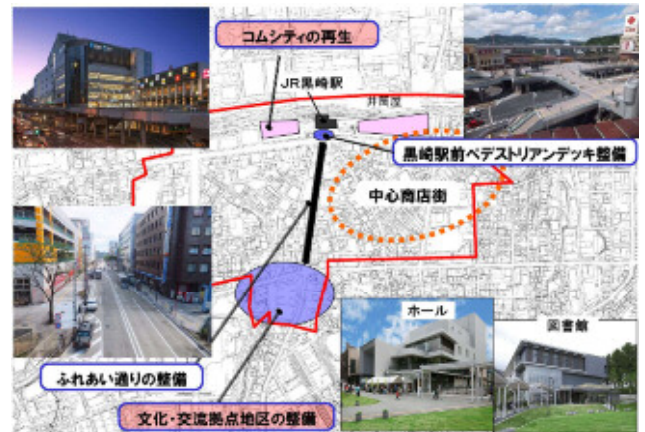 コムシティの再生
JR黒崎駅
井筒屋
黒崎駅前ペデストリアンデッキ整備
中心商店街
ホール
図書館
ふれあい通りの整備
文化・交流拠点地区の整備